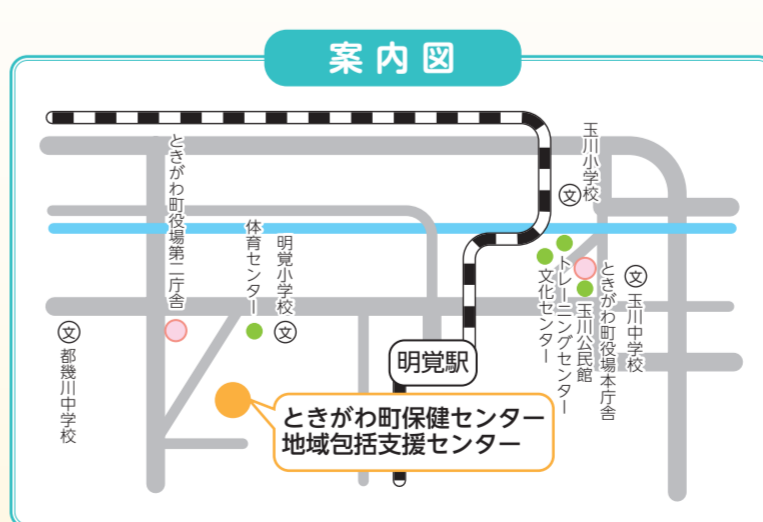 案内図
玉川小学校
文
ときがわ町役場第二庁舎
体育センター
明覚小学校
文
文
都幾川中学校
明覚駅
文化センター
トレーニングセンター
玉川公民館
ときがわ町役場本庁舎
文
玉川中学校
ときがわ町保健センター
地域包括支援センター